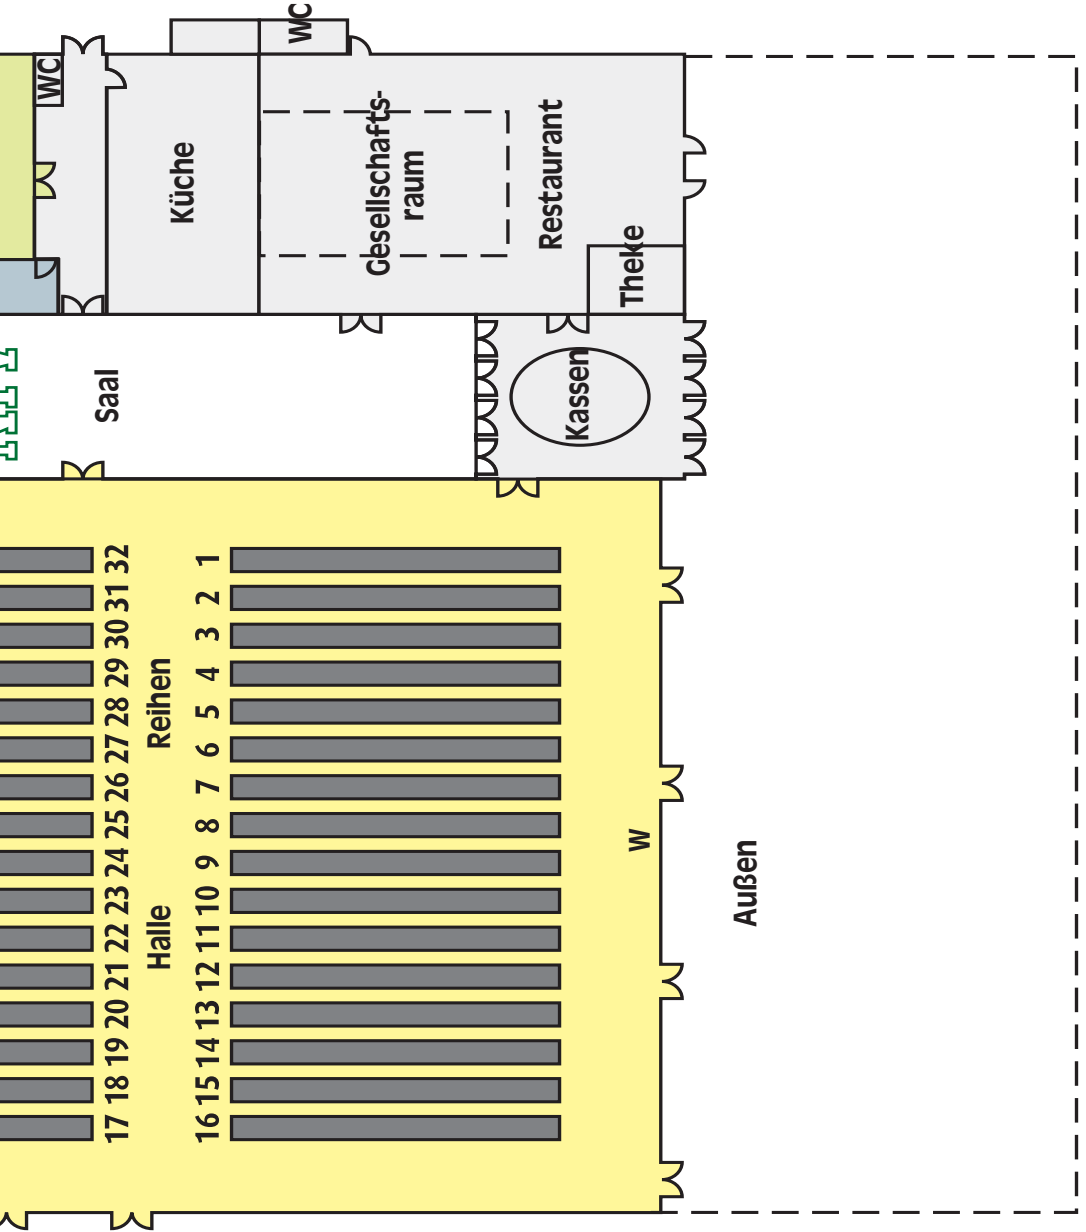 WC
WC
Küche
Gesellschafts-
raum
Restaurant
Theke
Saal
Kassen
32
31
30
29
28
27
26
25
24
23
22
21
20
19
18
17
Reihen
Halle
1
2
3
4
5
6
7
8
9
10
11
12
13
14
15
16
W
Außen